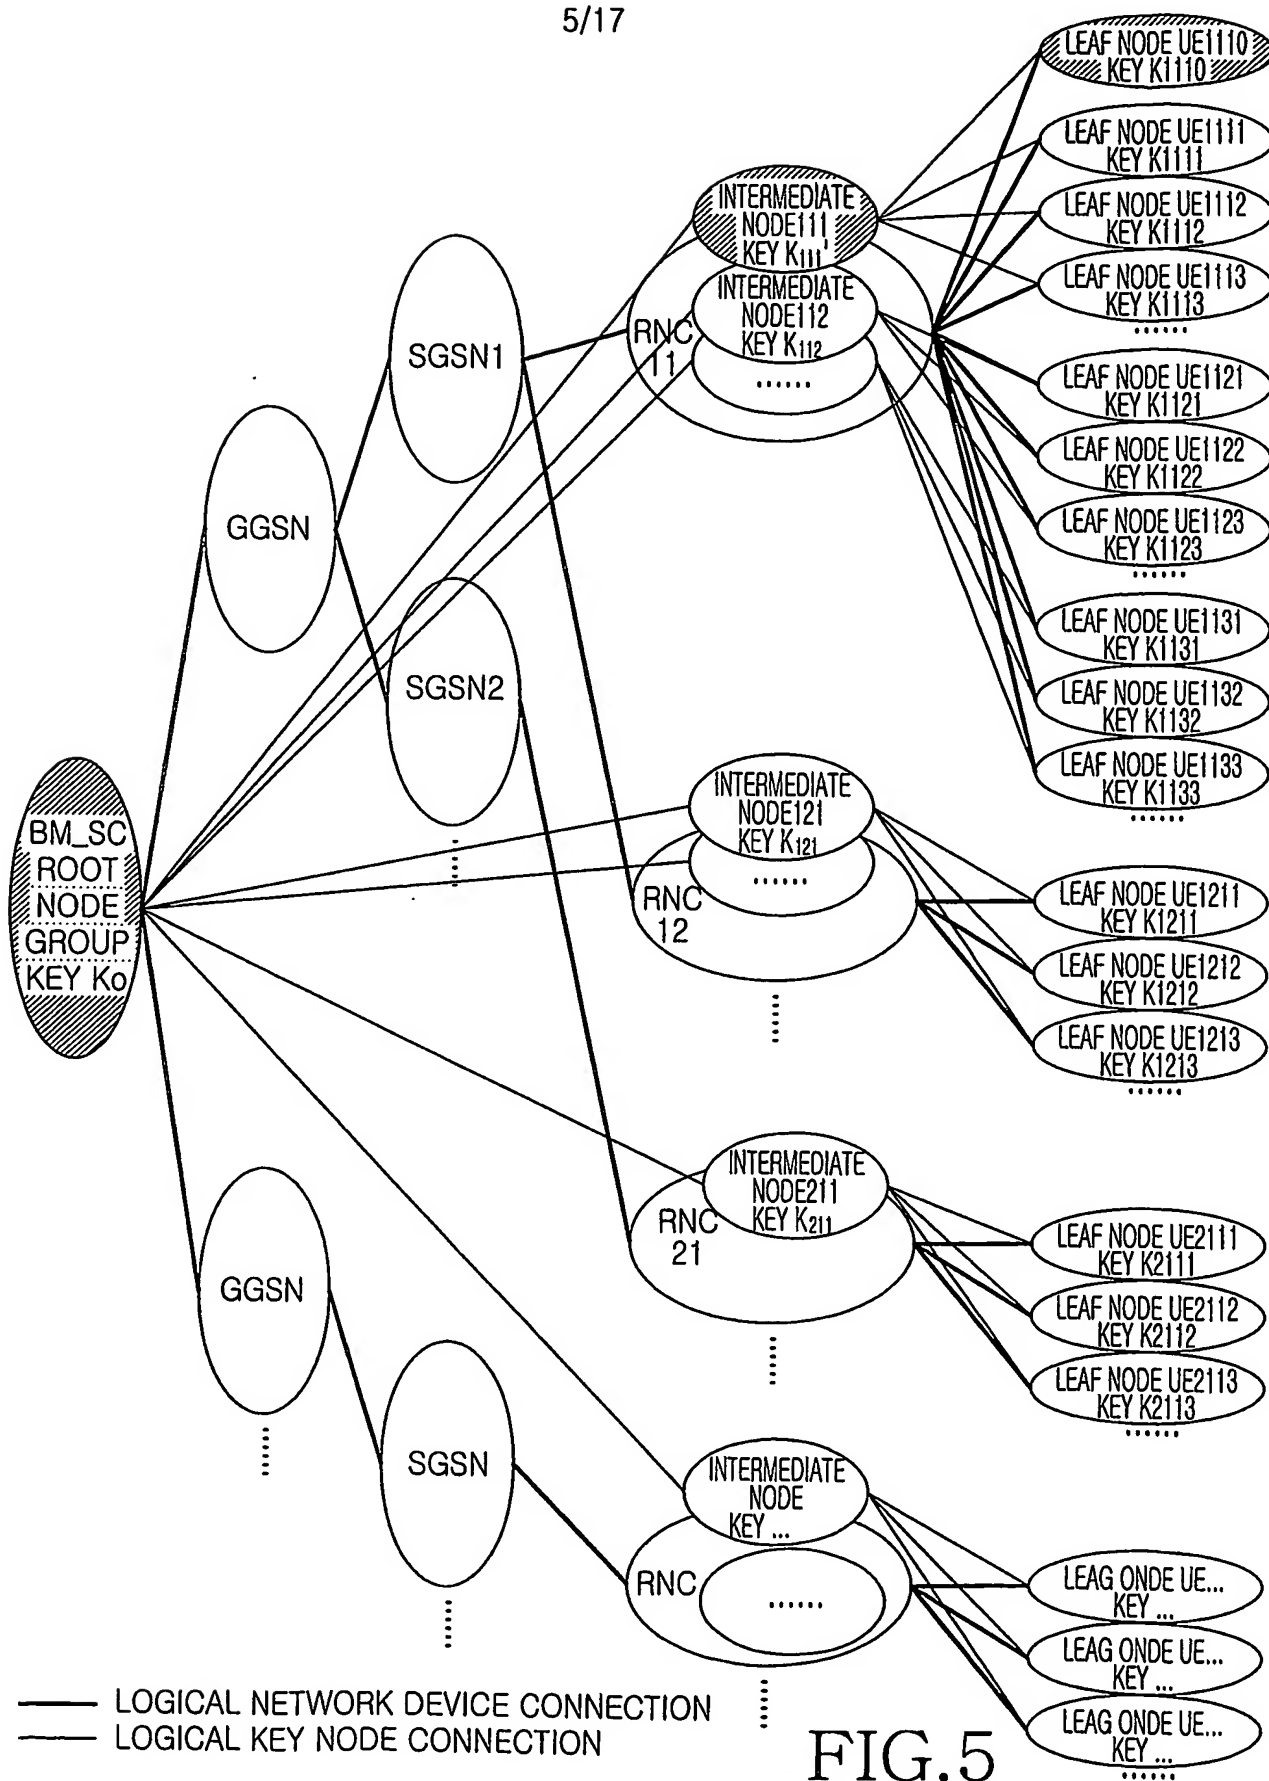 5/17
LEAF NODE UE1110
KEY K1110
LEAF NODE UE1111
KEY K1111
LEAF NODE UE1112
KEY K1112
LEAF NODE UE1113
KEY K1113
......
LEAF NODE UE1121
KEY K1121
LEAF NODE UE1122
KEY K1122
LEAF NODE UE1123
KEY K1123
......
LEAF NODE UE1131
KEY K1131
LEAF NODE UE1132
KEY K1132
LEAF NODE UE1133
KEY K1133
......
INTERMEDIATE
NODE111
KEY K111'
INTERMEDIATE
NODE112
KEY K112
......
RNC
11
SGSN1
GGSN
SGSN2
......
BM_SC
ROOT
NODE
GROUP
KEY Ko
INTERMEDIATE
NODE121
KEY K121
......
RNC
12
......
LEAF NODE UE1211
KEY K1211
LEAF NODE UE1212
KEY K1212
LEAF NODE UE1213
KEY K1213
......
INTERMEDIATE
NODE211
KEY K211
RNC
21
......
LEAF NODE UE2111
KEY K2111
LEAF NODE UE2112
KEY K2112
LEAF NODE UE2113
KEY K2113
......
GGSN
......
SGSN
......
INTERMEDIATE
NODE
KEY ...
RNC
......
......
LEAG ONDE UE...
KEY ...
LEAG ONDE UE...
KEY ...
LEAG ONDE UE...
KEY ...
......
LOGICAL NETWORK DEVICE CONNECTION
LOGICAL KEY NODE CONNECTION
FIG.5